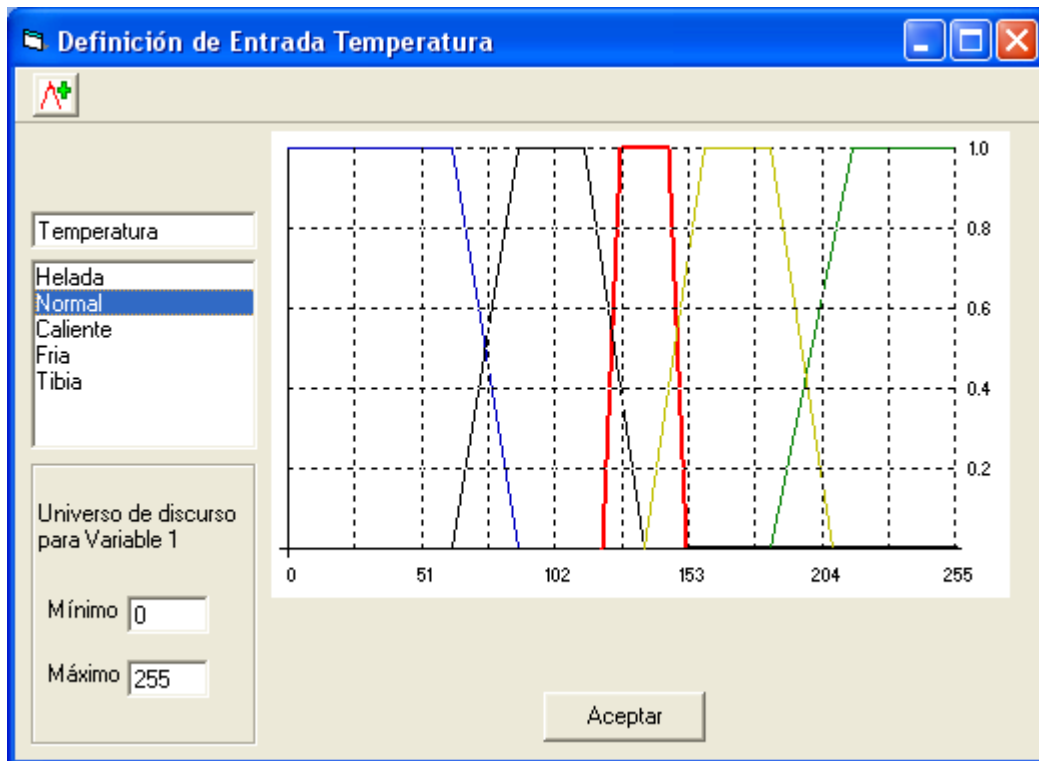 Definición de Entrada Temperatura
Temperatura
Helada
Normal
Caliente
Fria
Tibia
Universo de discurso
para Variable 1
Mínimo 0
Máximo 255
1.0
0.8
0.6
0.4
0.2
0 51 102 153 204 255
Aceptar